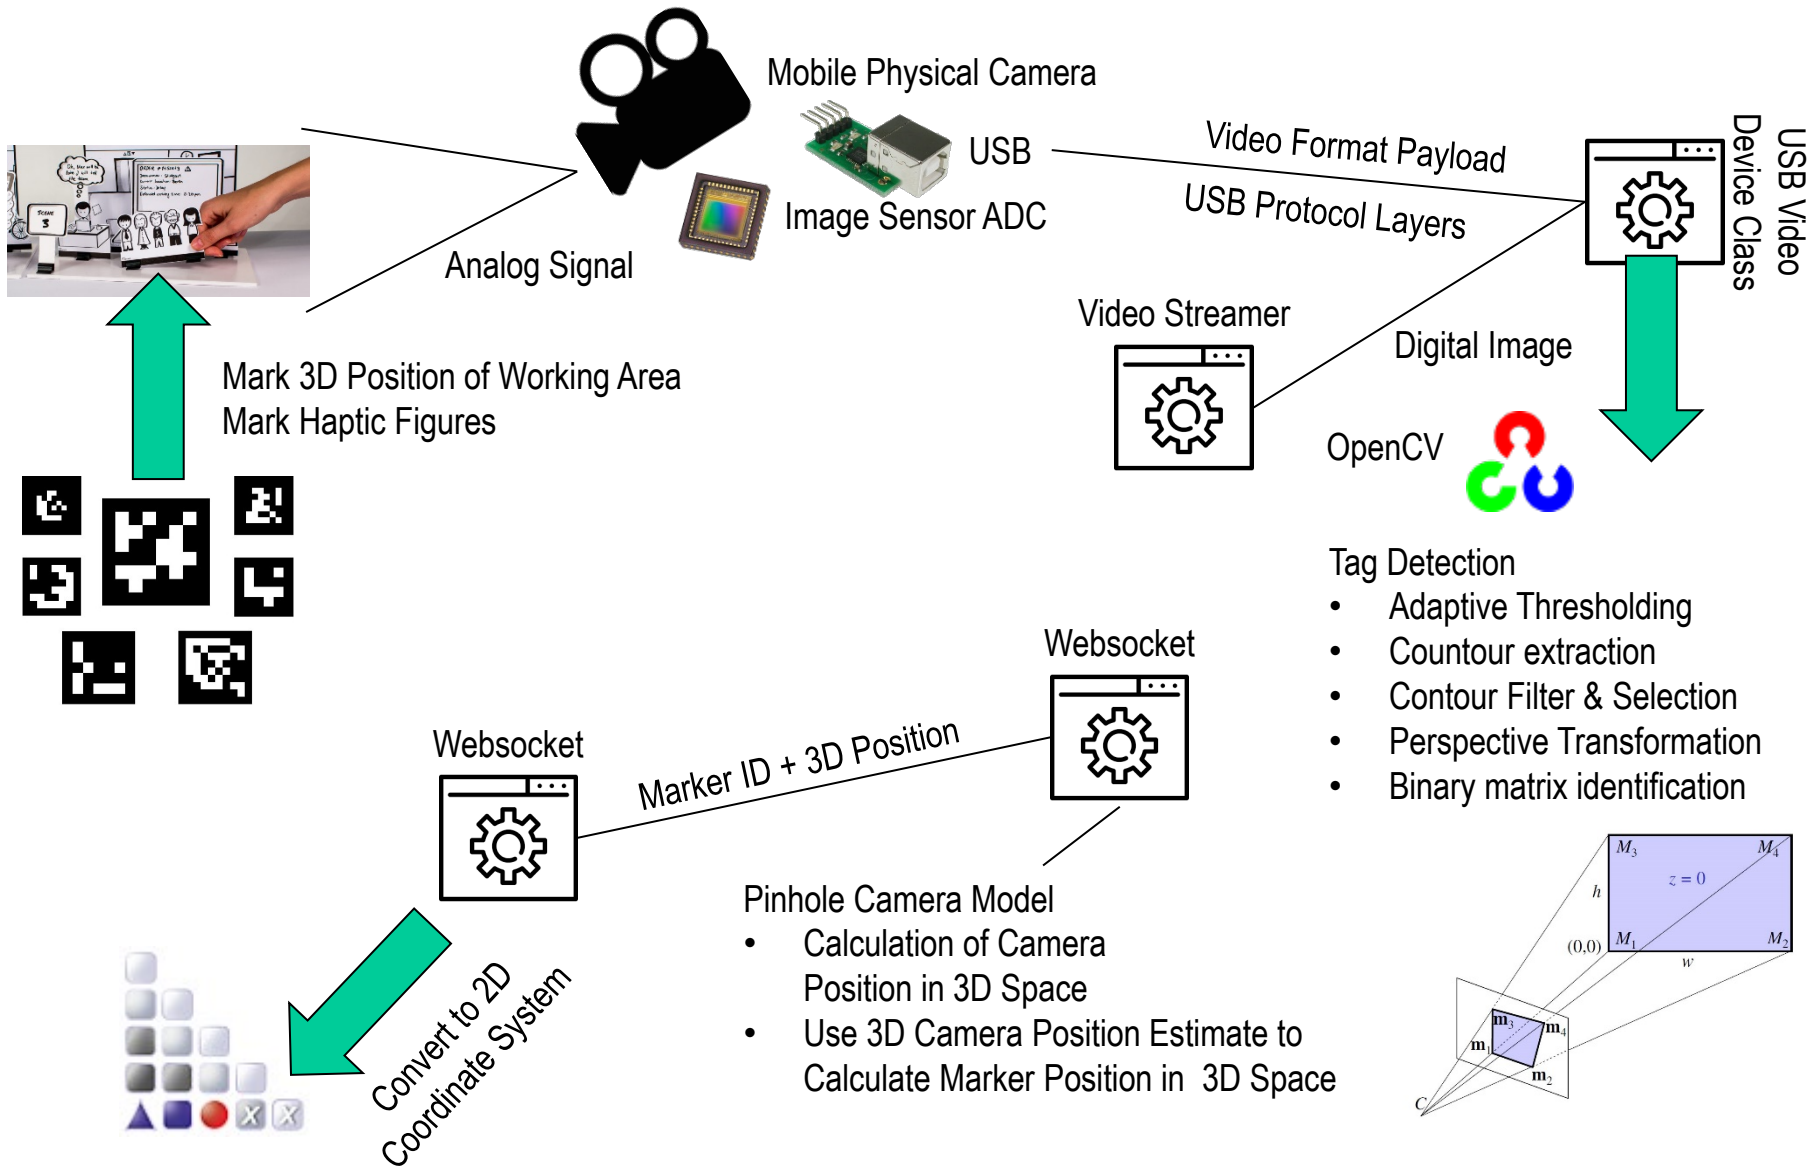 Mobile Physical Camera
USB
Image Sensor ADC
Analog Signal
Video Format Payload
USB Protocol Layers
USB Video
Device Class
SCENE
3
Video Streamer
Digital Image
OpenCV
Mark 3D Position of Working Area
Mark Haptic Figures
Tag Detection
• Adaptive Thresholding
• Countour extraction
• Contour Filter & Selection
• Perspective Transformation
• Binary matrix identification
Websocket
Websocket
Marker ID + 3D Position
Pinhole Camera Model
• Calculation of Camera
Position in 3D Space
• Use 3D Camera Position Estimate to
Calculate Marker Position in 3D Space
Convert to 2D
Coordinate System
X X
M3 M4
z = 0
h
(0,0) M1 M2
w
m3 m4
m1
m2
C